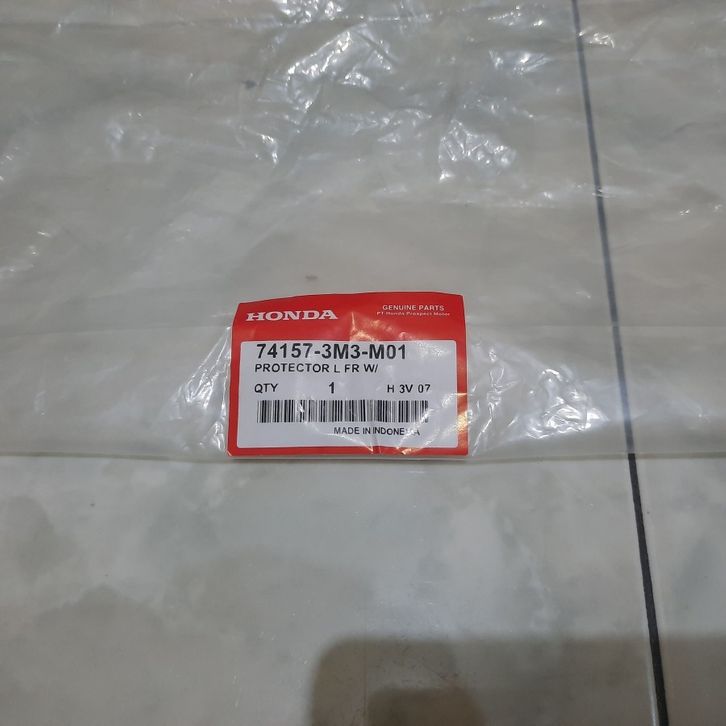 HONDA
GENUINE PARTS
PT Honda Prospect Motor
74157-3M3-M01
PROTECTOR L FR W/
QTY 1 H 3V 07
MADE IN INDONESIA